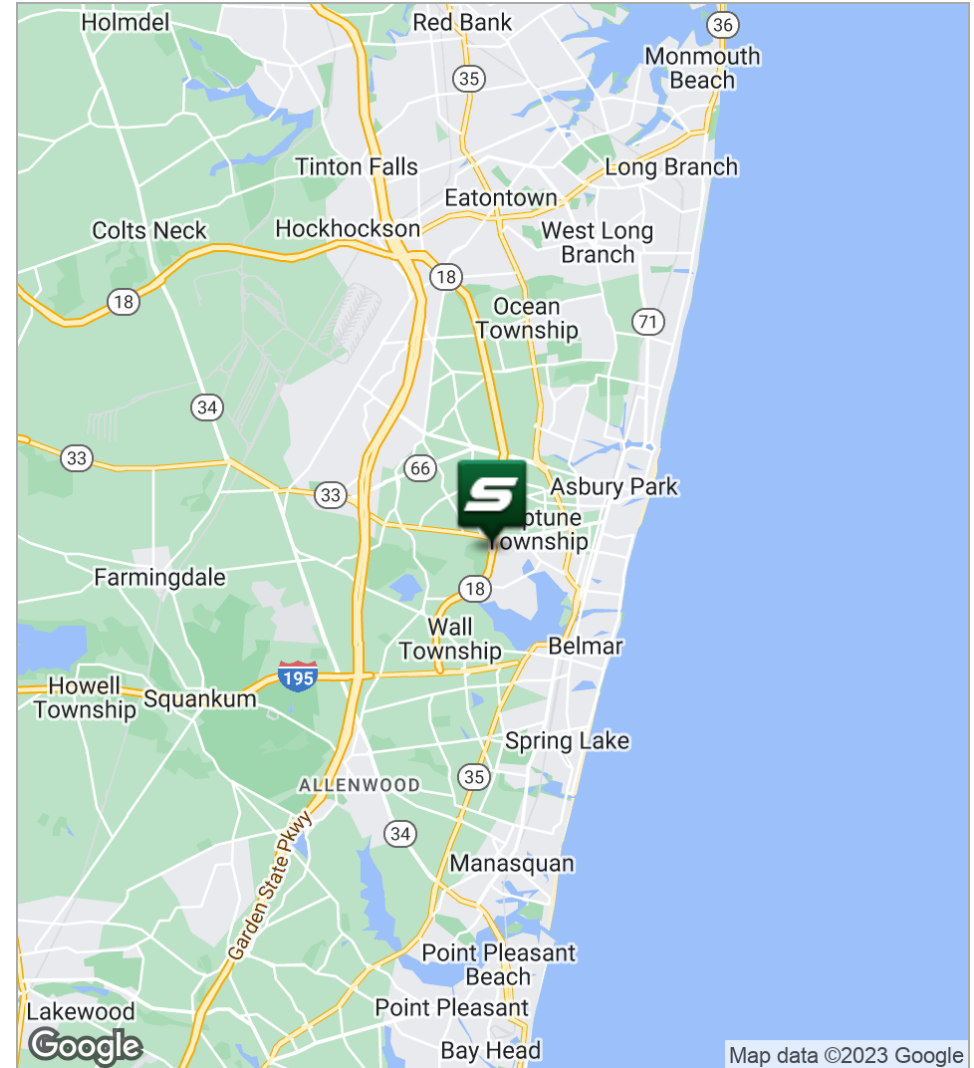 Holmdel
Red Bank
36
Monmouth
Beach
35
Tinton Falls
Long Branch
Eatontown
Colts Neck
Hockhockson
West Long
Branch
18
18
Ocean
Township
71
34
33
66
33
Asbury Park
S
ptune
Township
Farmingdale
18
Wall
Township
Belmar
195
Howell
Township
Squankum
Spring Lake
35
ALLENWOOD
34
Garden State Pkwy
Manasquan
Point Pleasant
Beach
Point Pleasant
Lakewood
Bay Head
Google
Map data ©2023 Google